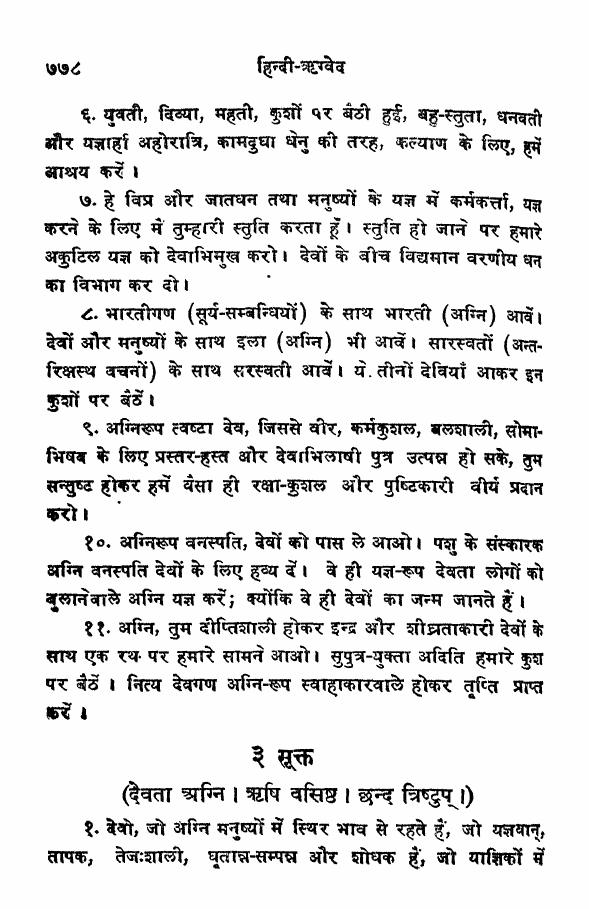 ७७८ हिन्दी-ऋग्वेद
६. युवती, दिव्या, महती, कुशों पर बैठी हुई, बहु-स्तुता, धनवती
और यज्ञार्हा अहोरात्रि, कामदुघा धेनु की तरह, कल्याण के लिए, हमें
आश्रय करें ।
७. हे विप्र और जातधन तथा मनुष्यों के यज्ञ में कर्मकर्त्ता, यज्ञ
करने के लिए मैं तुम्हारी स्तुति करता हूँ। स्तुति हो जाने पर हमारे
अकुटिल यज्ञ को देवाभिमुख करो। देवों के बीच विद्यमान वरणीय धन
का विभाग कर दो।
८. भारतीगण (सूर्य-सम्बन्धियों) के साथ भारती (अग्नि) आवें।
देवों और मनुष्यों के साथ इला (अग्नि) भी आवें। सारस्वतों (अन्त-
रिक्षस्थ वचनों) के साथ सरस्वती आवें। ये तीनों देवियाँ आकर इन
कुशों पर बैठें।
९. अग्निरूप त्वष्टा देव, जिससे वीर, कर्मकुशल, बलशाली, सोमा-
भिषव के लिए प्रस्तर-हस्त और देवाभिलाषी पुत्र उत्पन्न हो सके, तुम
सन्तुष्ट होकर हमें वैसा ही रक्षा-कुशल और पुष्टिकारी वीर्य प्रदान
करो।
१०. अग्निरूप वनस्पति, देवों को पास ले आओ। पशु के संस्कारक
अग्नि वनस्पति देवों के लिए हव्य दें। वे ही यज्ञ-रूप देवता लोगों को
बुलानेवाले अग्नि यज्ञ करें; क्योंकि वे ही देवों का जन्म जानते हैं।
११. अग्नि, तुम दीप्तिशाली होकर इन्द्र और शीघ्रताकारी देवों के
साथ एक रथ पर हमारे सामने आओ। सुपुत्र-युक्ता अदिति हमारे कुश
पर बैठें । नित्य देवगण अग्नि-रूप स्वाहाकारवाले होकर तृप्ति प्राप्त
करें ।
३ सूक्त
(देवता अग्नि। ऋषि वसिष्ठ। छन्द त्रिष्टुप्।)
१. देवो, जो अग्नि मनुष्यों में स्थिर भाव से रहते हैं, जो यज्ञवान्,
तापक, तेजःशाली, घृतान्न-सम्पन्न और शोधक हैं, जो याज्ञिकों में